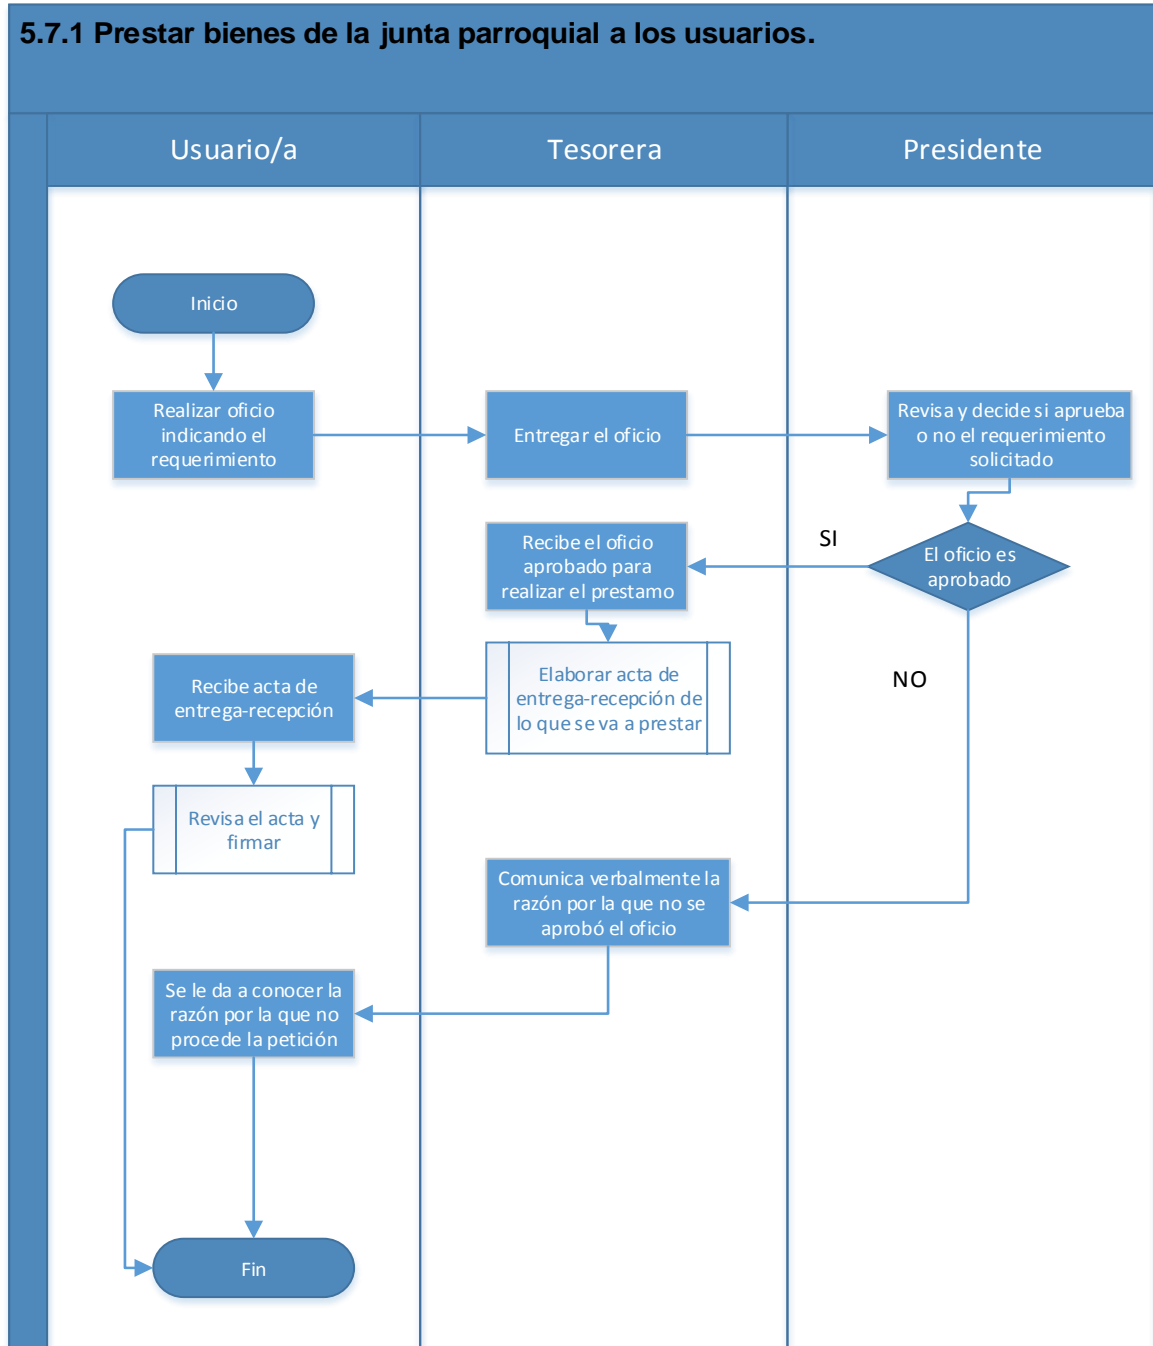 5.7.1 Prestar bienes de la junta parroquial a los usuarios.
Usuario/a
Tesorera
Presidente
Inicio
Realizar oficio
indicando el
requerimiento
Entregar el oficio
Revisa y decide si aprueba
o no el requerimiento
solicitado
SI
El oficio es
aprobado
Recibe el oficio
aprobado para
realizar el prestamo
NO
Elaborar acta de
entrega-recepción de
lo que se va a prestar
Recibe acta de
entrega-recepción
Revisa el acta y
firmar
Comunica verbalmente la
razón por la que no se
aprobó el oficio
Se le da a conocer la
razón por la que no
procede la petición
Fin